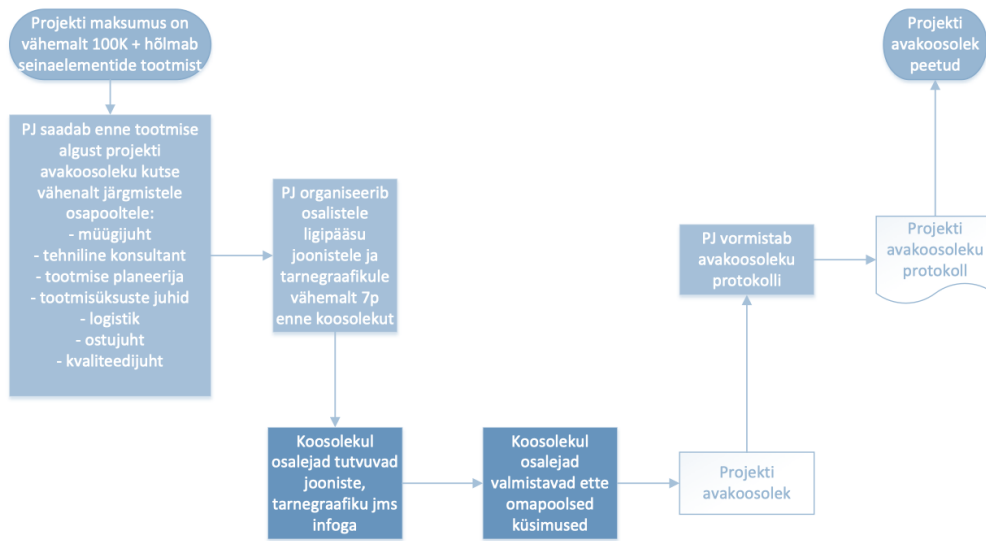 Projekti maksumus on
vähemalt 100K + hõlmab
seinaelementide tootmist
PJ saadab enne tootmise
algust projekti
avakoosoleku kutse
vähenalt järgmistele
osapooltele:
- müügijuht
- tehniline konsultant
- tootmise planeerija
- tootmisüksuste juhid
- logistik
- ostujuht
- kvaliteedijuht
PJ organiseerib
osalistele
ligipääsu
joonistele ja
tarnegraafikule
vähemalt 7p
enne koosolekut
Koosolekul
osalejad tutvuvad
jooniste,
tarnegraafiku jms
infoga
Koosolekul
osalejad
valmistavad ette
omapoolsed
küsimused
Projekti
avakoosolek
PJ vormistab
avakoosoleku
protokolli
Projekti
avakoosoleku
protokoll
Projekti
avakoosolek
peetud